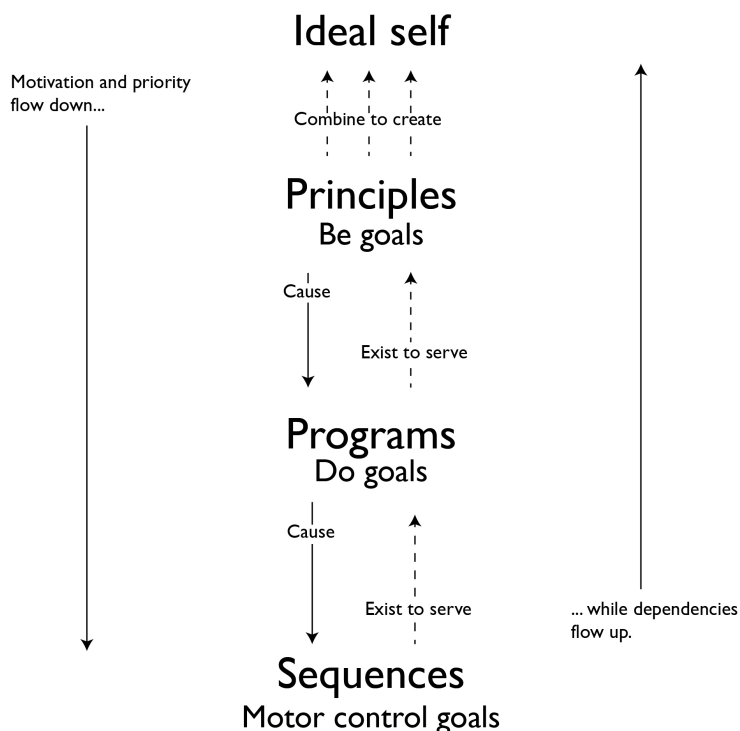 Ideal self
Motivation and priority
flow down...
Combine to create
Principles
Be goals
Cause
Exist to serve
Programs
Do goals
Cause
Exist to serve
... while dependencies
flow up.
Sequences
Motor control goals